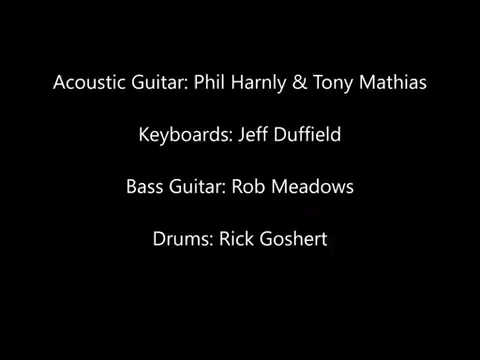 Acoustic Guitar: Phil Harnly & Tony Mathias
Keyboards: Jeff Duffield
Bass Guitar: Rob Meadows
Drums: Rick Goshert